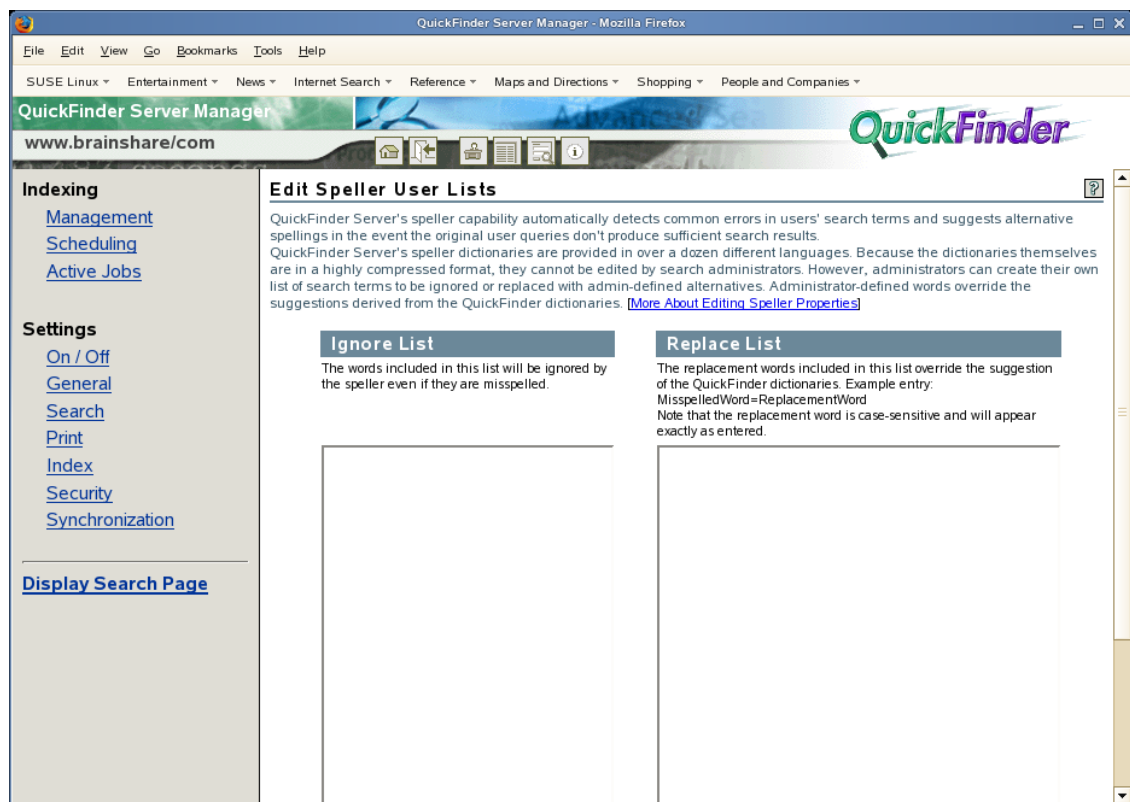 QuickFinder Server Manager - Mozilla Firefox
File Edit View Go Bookmarks Tools Help
SUSE Linux Entertainment News Internet Search Reference Maps and Directions Shopping People and Companies
QuickFinder Server Manager
Advanced Sea
QuickFinder
www.brainshare/com
Indexing
Management
Scheduling
Active Jobs
Settings
On / Off
General
Search
Print
Index
Security
Synchronization
Display Search Page
Edit Speller User Lists
?
QuickFinder Server's speller capability automatically detects common errors in users' search terms and suggests alternative
spellings in the event the original user queries don't produce sufficient search results.
QuickFinder Server's speller dictionaries are provided in over a dozen different languages. Because the dictionaries themselves
are in a highly compressed format, they cannot be edited by search administrators. However, administrators can create their own
list of search terms to be ignored or replaced with admin-defined alternatives. Administrator-defined words override the
suggestions derived from the QuickFinder dictionaries. [More About Editing Speller Properties]
Ignore List
The words included in this list will be ignored by
the speller even if they are misspelled.
Replace List
The replacement words included in this list override the suggestion
of the QuickFinder dictionaries. Example entry:
MisspelledWord=ReplacementWord
Note that the replacement word is case-sensitive and will appear
exactly as entered.